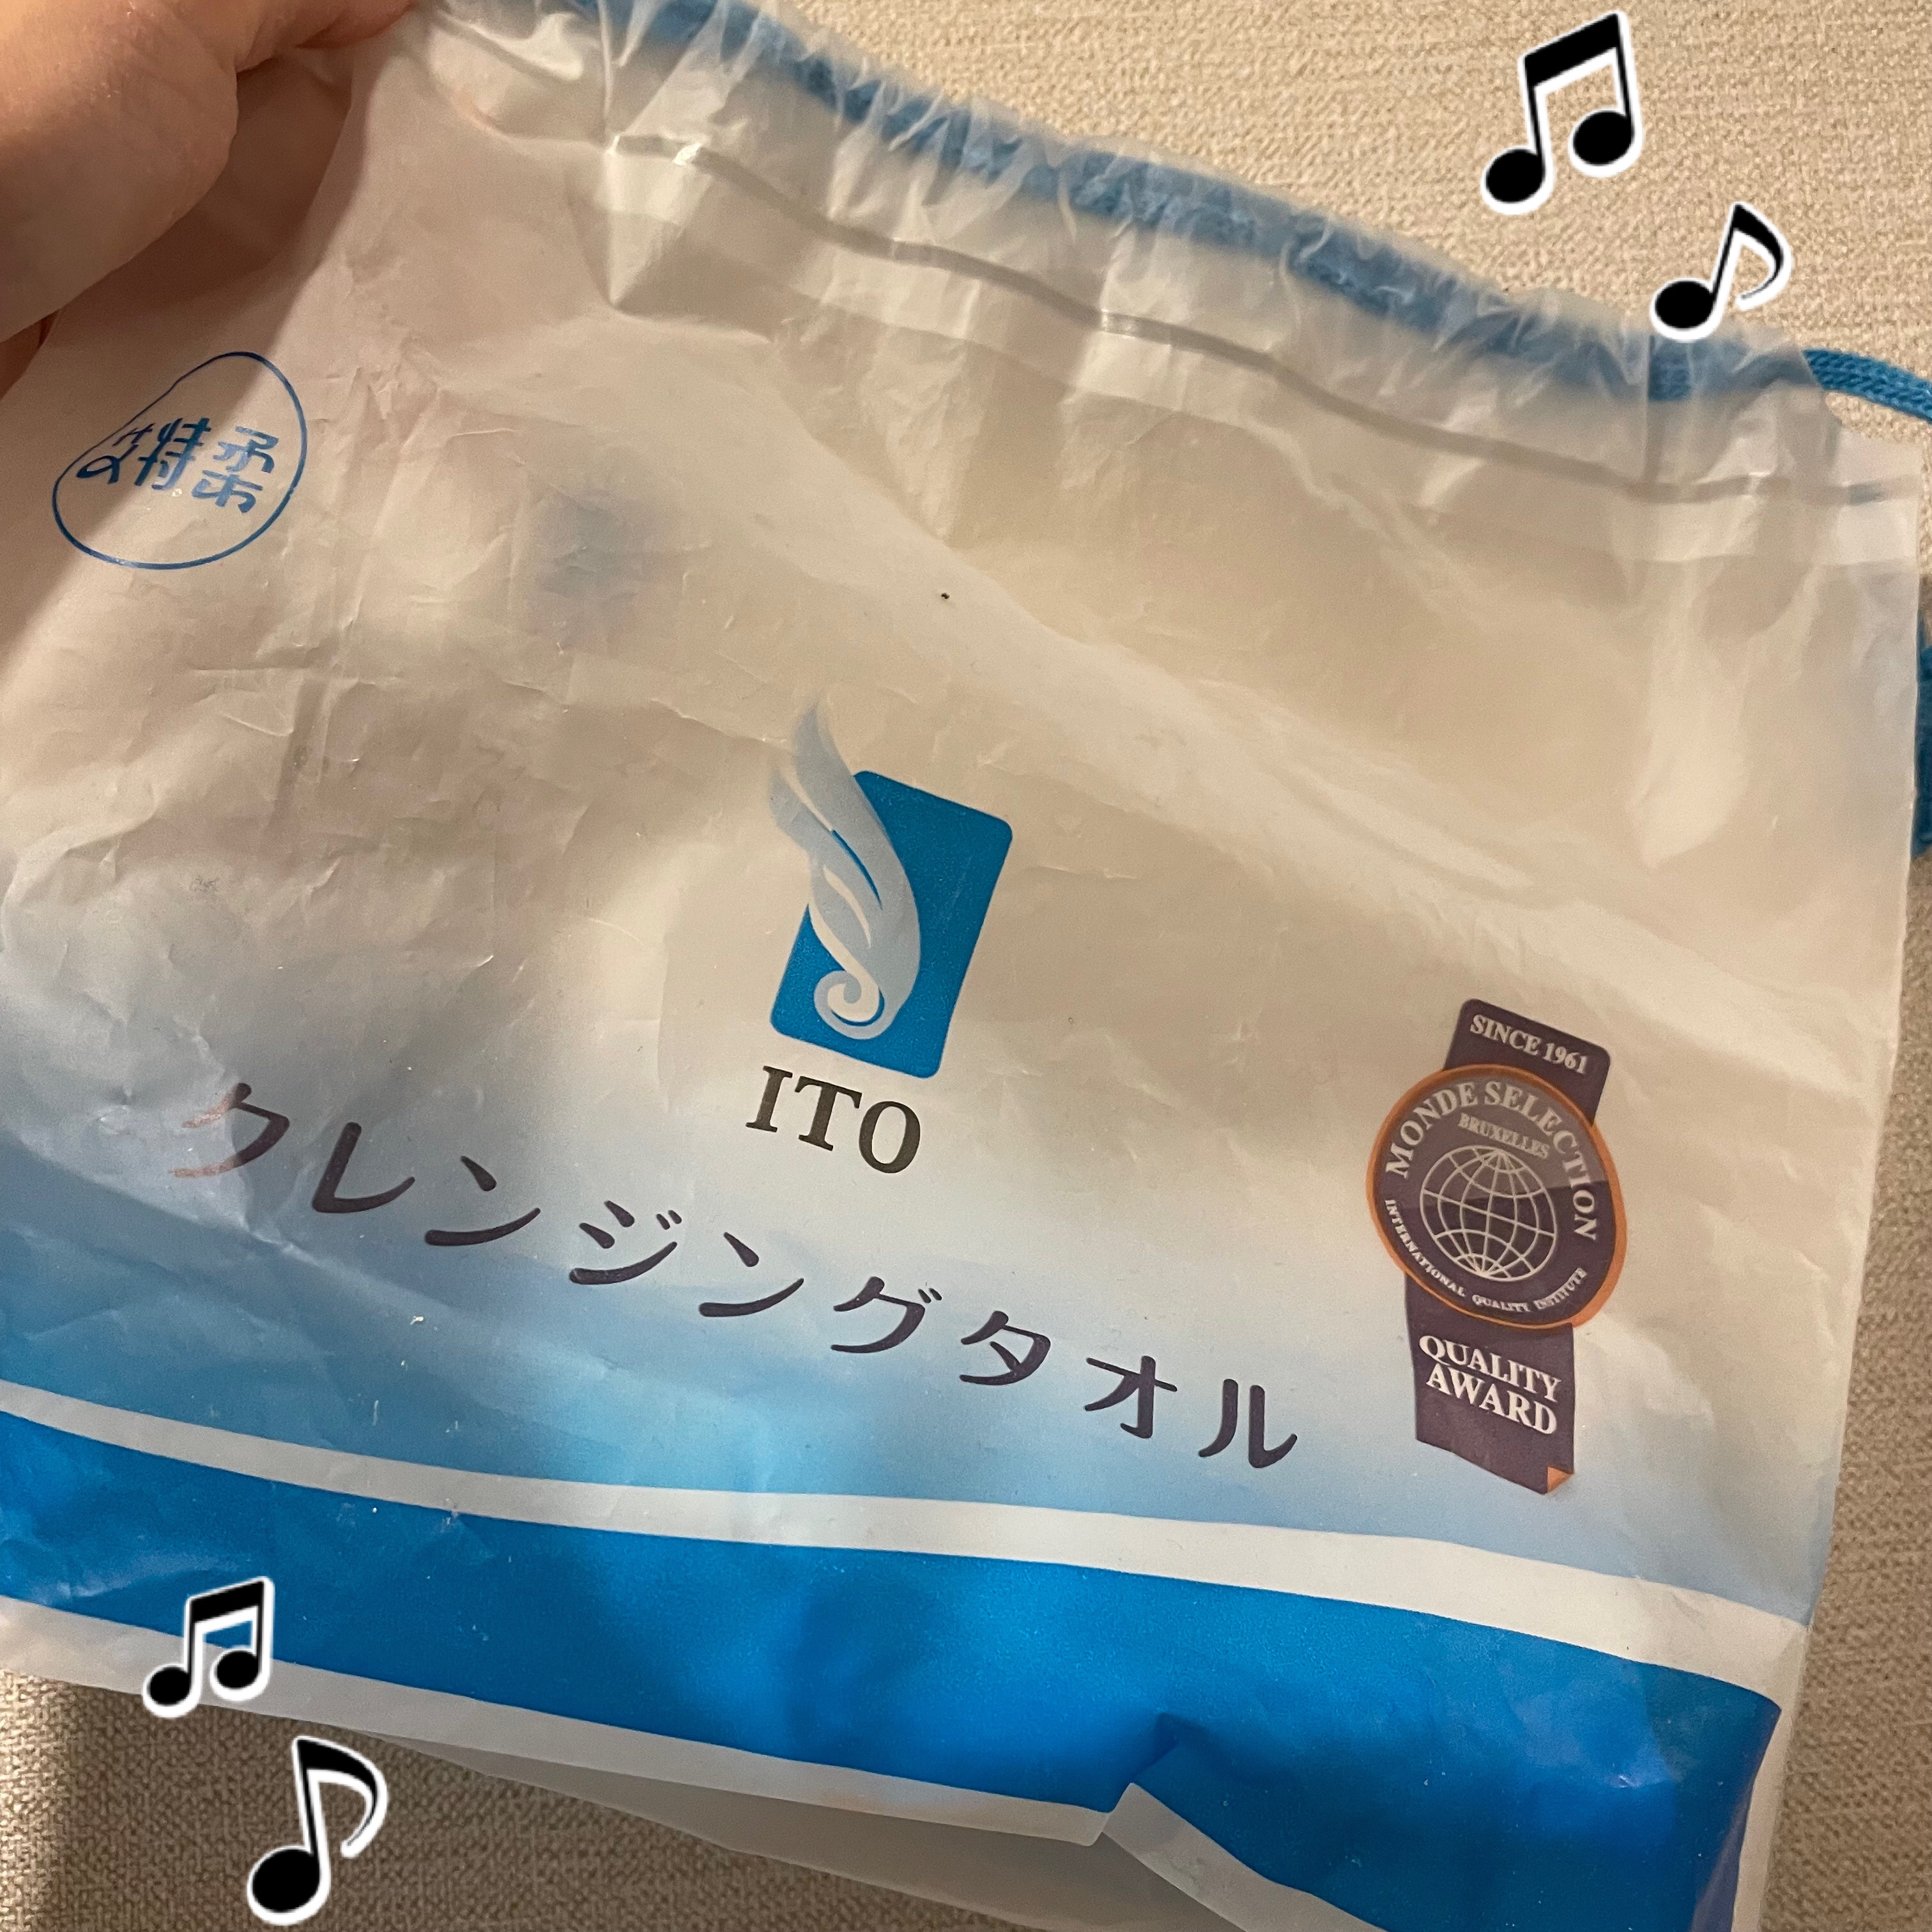 特柔
ITO
クレンジングタオル
SINCE 1961
MONDE SELECTION
BRUXELLES
INTERNATIONAL QUALITY INSTITUTE
QUALITY
AWARD